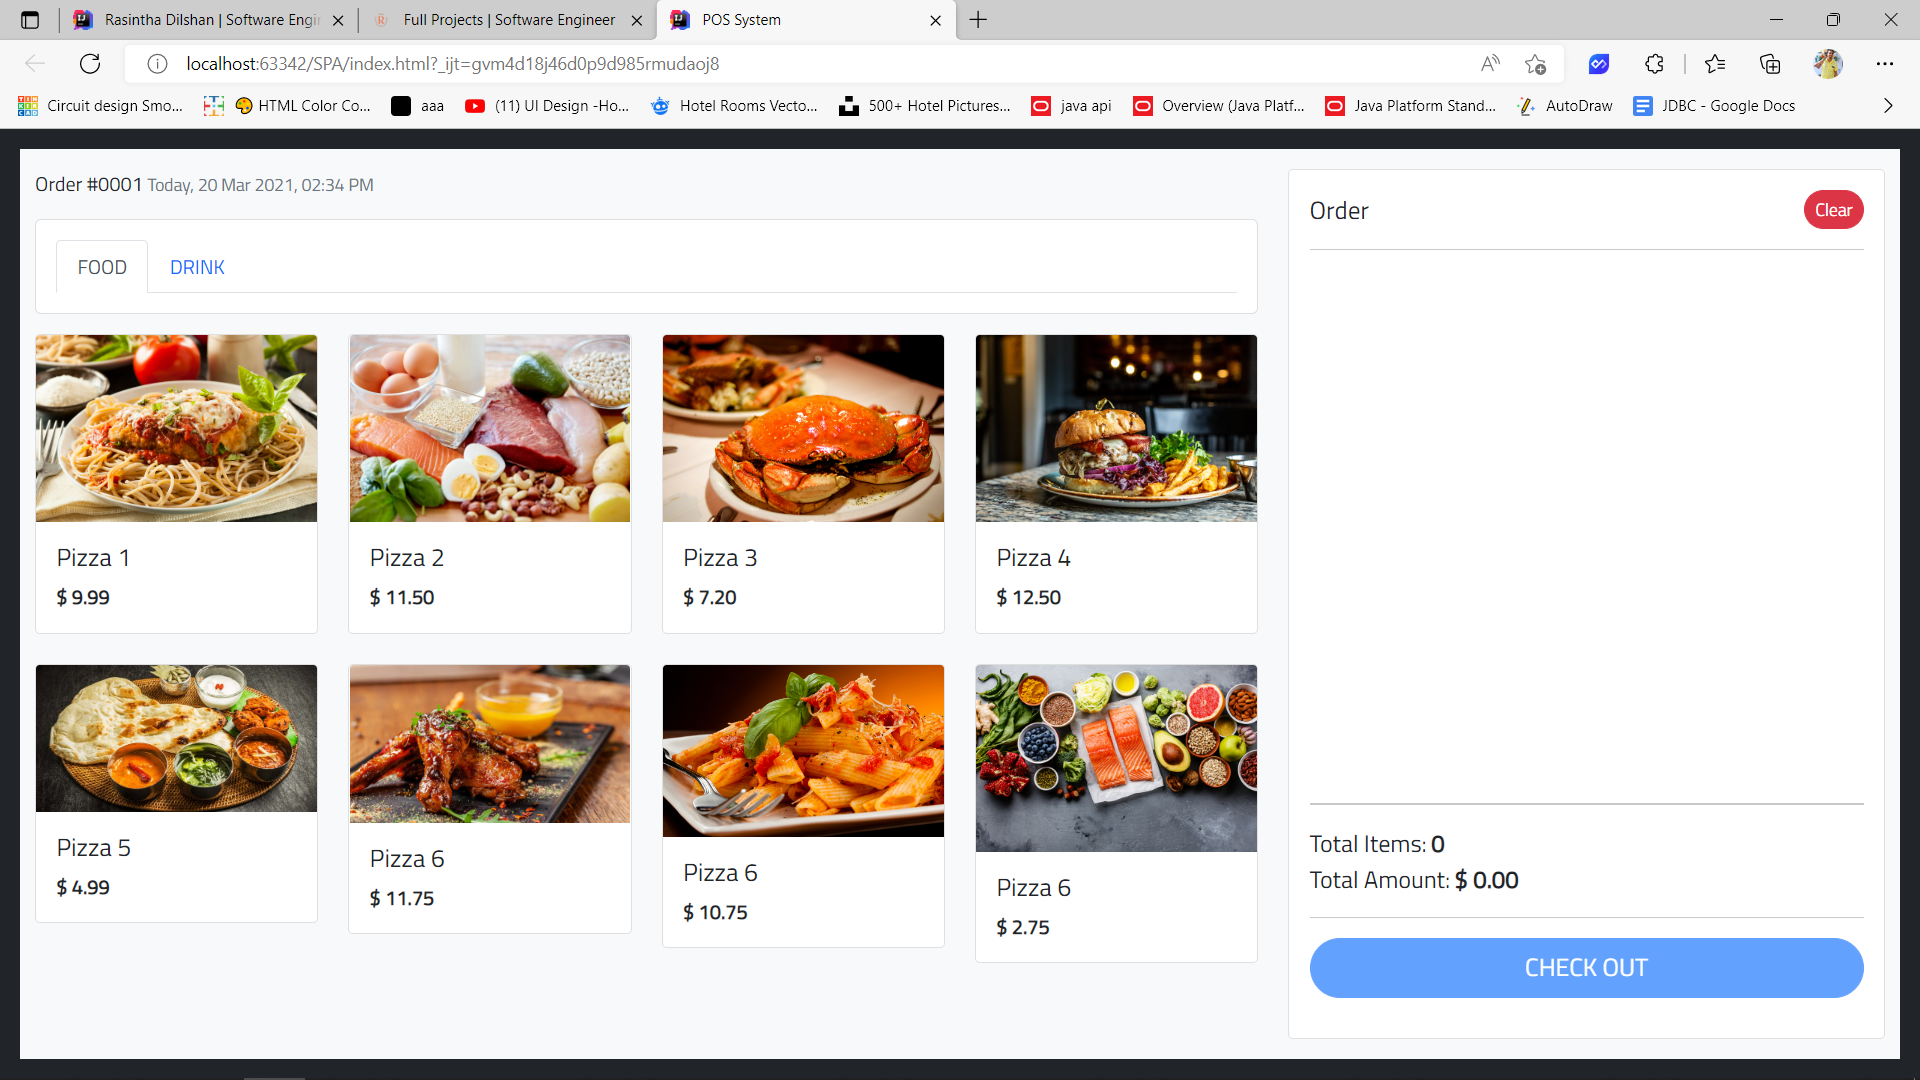 Rasintha Dilshan | Software Engi
Full Projects | Software Engineer
POS System
localhost:63342/SPA/index.html?_ijt=gvm4d18j46d0p9d985rmudaoj8
Circuit design Smo...
HTML Color Co...
aaa
(11) UI Design -Ho...
Hotel Rooms Vecto...
500+ Hotel Pictures...
java api
Overview (Java Platf...
Java Platform Stand...
AutoDraw
JDBC - Google Docs
Order #0001 Today, 20 Mar 2021, 02:34 PM
FOOD
DRINK
Pizza 1
$ 9.99
Pizza 2
$ 11.50
Pizza 3
$ 7.20
Pizza 4
$ 12.50
Pizza 5
$ 4.99
Pizza 6
$ 11.75
Pizza 6
$ 10.75
Pizza 6
$ 2.75
Order
Clear
Total Items: 0
Total Amount: $ 0.00
CHECK OUT